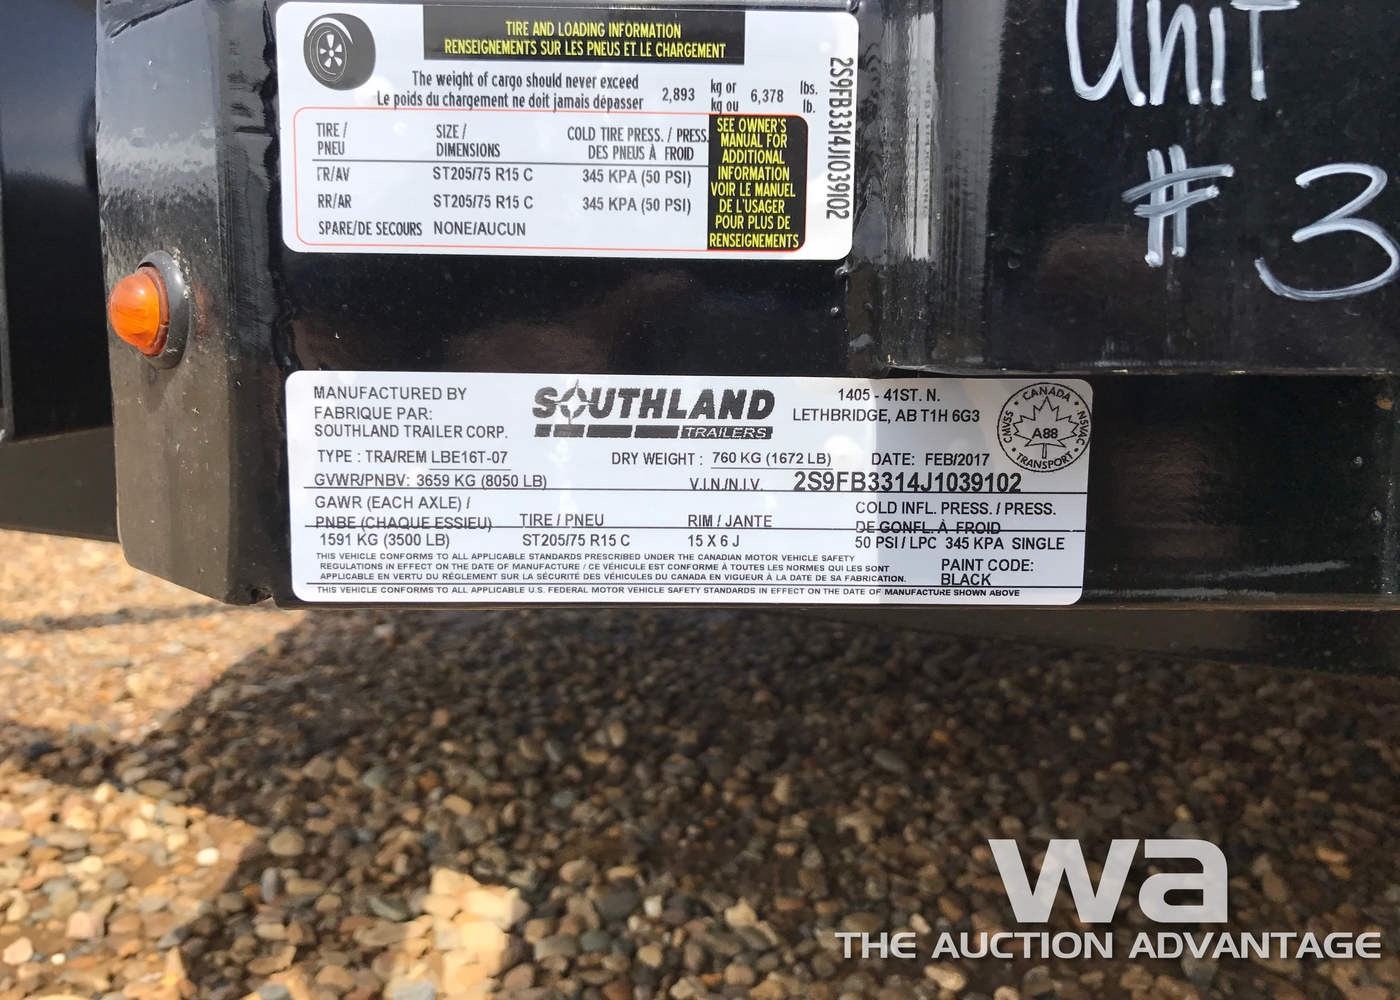 TIRE AND LOADING INFORMATION
RENSEIGNEMENTS SUR LES PNEUS ET LE CHARGEMENT
The weight of cargo should never exceed
Le poids du chargement ne doit jamais dépasser
2,893 kg or kg ou 6,378 lbs. lb.
TIRE / PNEU SIZE / DIMENSIONS COLD TIRE PRESS. / PRESS. DES PNEUS À FROID
FR/AV ST205/75 R15 C 345 KPA (50 PSI)
RR/AR ST205/75 R15 C 345 KPA (50 PSI)
SPARE/DE SECOURS NONE/AUCUN
SEE OWNER'S
MANUAL FOR
ADDITIONAL
INFORMATION
VOIR LE MANUEL
DE L'USAGER
POUR PLUS DE
RENSEIGNEMENTS
2S9FB3314J1039102
UNIT
# 3
MANUFACTURED BY
FABRIQUE PAR:
SOUTHLAND TRAILER CORP.
SOUTHLAND
TRAILERS
1405 - 41ST. N.
LETHBRIDGE, AB T1H 6G3
CANADA
CMVSS
NSVAC
A88
TRANSPORT
TYPE : TRA/REM LBE16T-07 DRY WEIGHT : 760 KG (1672 LB) DATE: FEB/2017
GVWR/PNBV: 3659 KG (8050 LB) V.I.N./N.I.V. 2S9FB3314J1039102
GAWR (EACH AXLE) /
PNBE (CHAQUE ESSIEU) TIRE / PNEU RIM / JANTE COLD INFL. PRESS. / PRESS. DE GONFL. À FROID
1591 KG (3500 LB) ST205/75 R15 C 15 X 6 J 50 PSI / LPC 345 KPA SINGLE
THIS VEHICLE CONFORMS TO ALL APPLICABLE STANDARDS PRESCRIBED UNDER THE CANADIAN MOTOR VEHICLE SAFETY
REGULATIONS IN EFFECT ON THE DATE OF MANUFACTURE / CE VÉHICULE EST CONFORME À TOUTES LES NORMES QUI LES SONT
APPLICABLE EN VERTU DU RÉGLEMENT SUR LA SÉCURITÉ DES VÉHICULES DU CANADA EN VIGUEUR À LA DATE DE SA FABRICATION.
PAINT CODE:
BLACK
THIS VEHICLE CONFORMS TO ALL APPLICABLE U.S. FEDERAL MOTOR VEHICLE SAFETY STANDARDS IN EFFECT ON THE DATE OF MANUFACTURE SHOWN ABOVE
wa
THE AUCTION ADVANTAGE